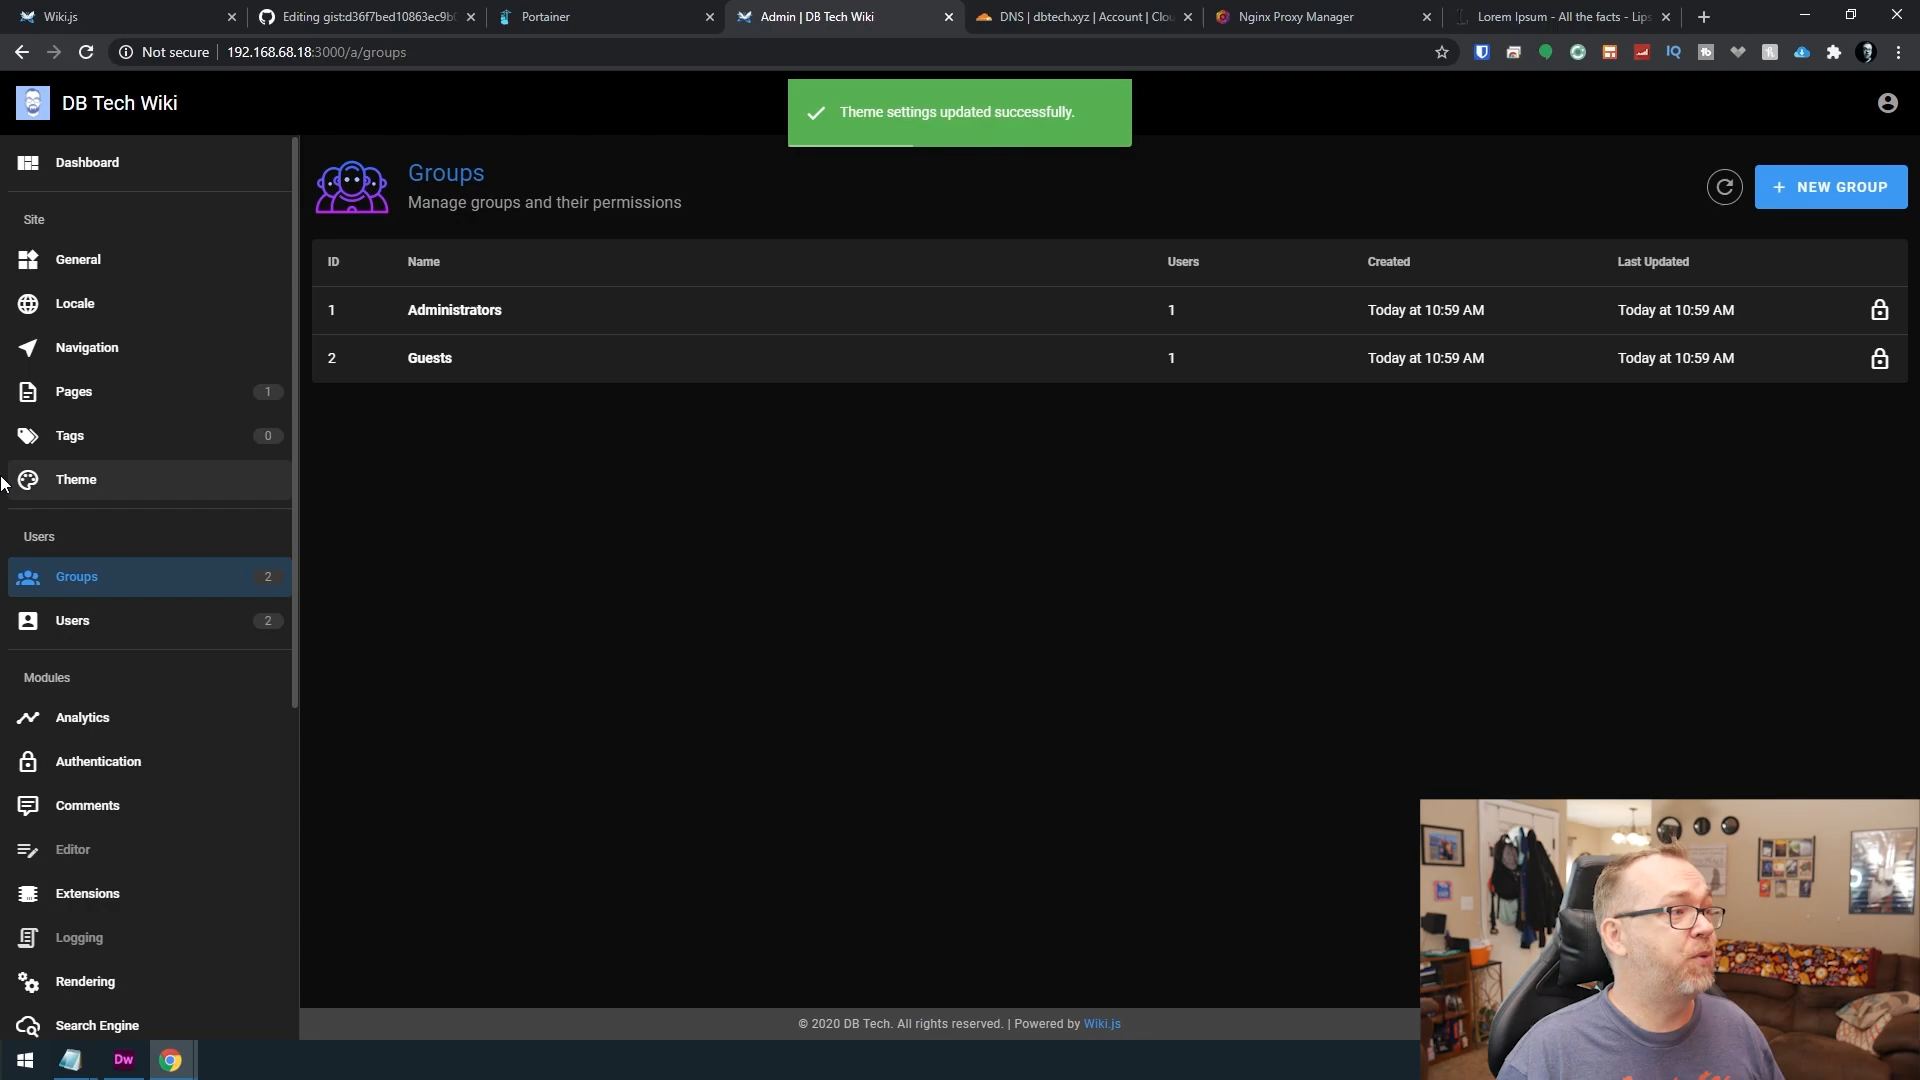 Wiki.js
Editing gist:d36f7bed10863ec9b
Portainer
Admin | DB Tech Wiki
DNS | dbtech.xyz | Account | Clou
Nginx Proxy Manager
Lorem Ipsum - All the facts - Lips
Not secure
192.168.68.18:3000/a/groups
DB Tech Wiki
Theme settings updated successfully.
Dashboard
Site
General
Locale
Navigation
Pages 1
Tags 0
Theme
Users
Groups 2
Users 2
Modules
Analytics
Authentication
Comments
Editor
Extensions
Logging
Rendering
Search Engine
Groups
Manage groups and their permissions
+ NEW GROUP
ID Name Users Created Last Updated
1 Administrators 1 Today at 10:59 AM Today at 10:59 AM
2 Guests 1 Today at 10:59 AM Today at 10:59 AM
© 2020 DB Tech. All rights reserved. | Powered by Wiki.js
Dw